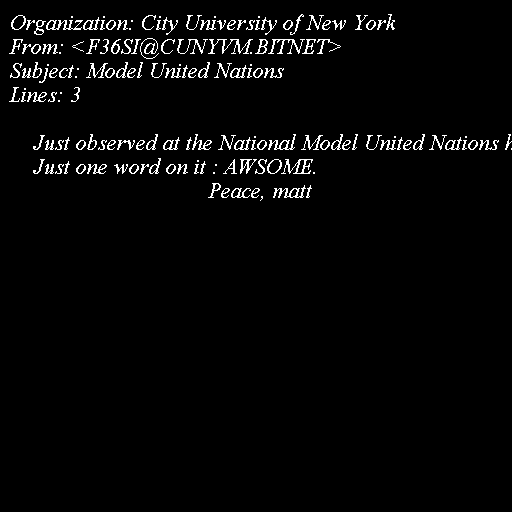 Organization: City University of New York
From: <F36SI@CUNYVM.BITNET>
Subject: Model United Nations
Lines: 3
Just observed at the National Model United Nations
Just one word on it : AWSOME.
Peace, matt